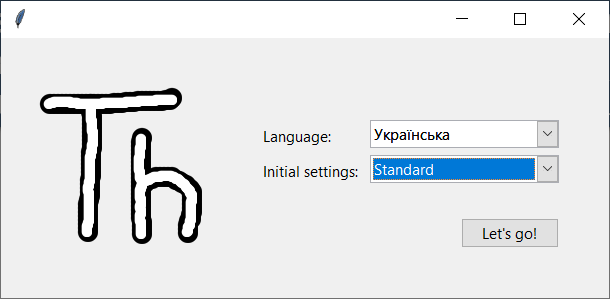 Th
Language: Українська
Initial settings: Standard
Let's go!